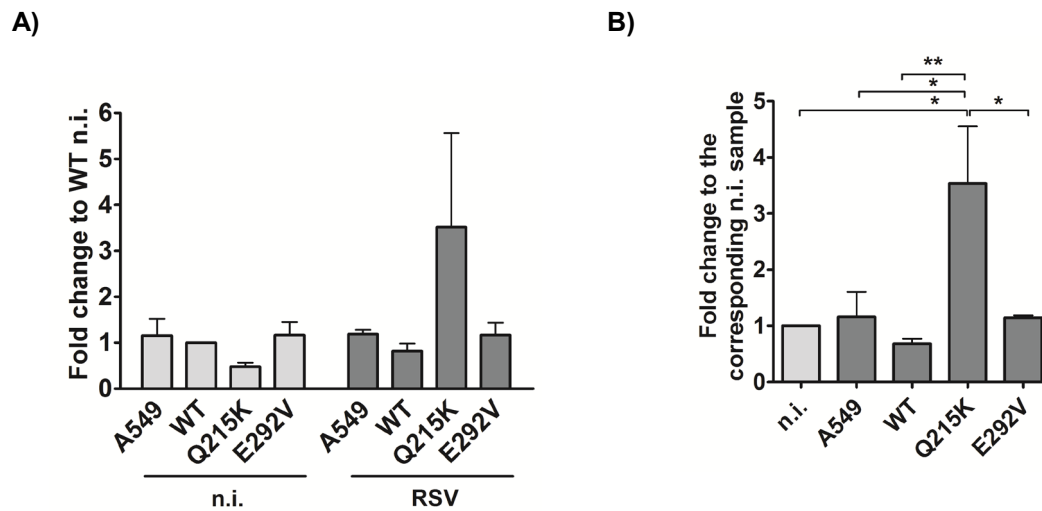 A)
Fold change to WT n.i.
6
5
4
3
2
1
0
A549
WT
Q215K
E292V
A549
WT
Q215K
E292V
n.i.
RSV
B)
Fold change to the
corresponding n.i. sample
5
4
3
2
1
0
**
*
*
*
n.i.
A549
WT
Q215K
E292V